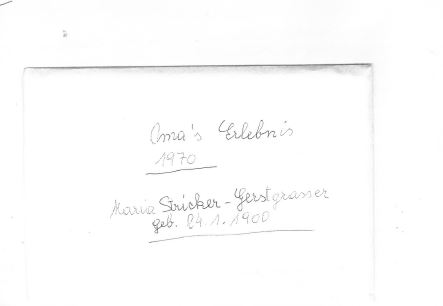 Oma's Erlebnis
1970
Maria Stricker-Gerstgrasser
geb. 24.1.1900